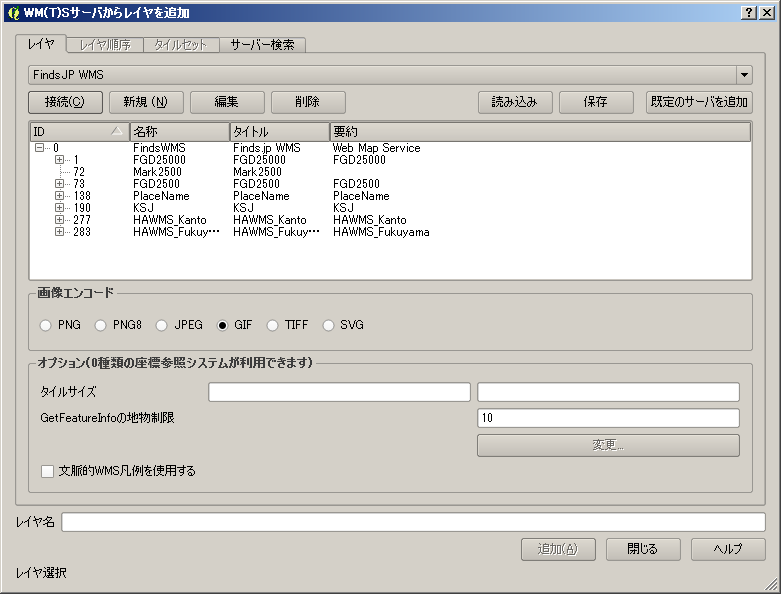 WM(T)Sサーバからレイヤを追加
レイヤ レイヤ順序 タイルセット サーバー検索
FindsJP WMS
接続(C) 新規 (N) 編集 削除 読み込み 保存 既定のサーバを追加
ID 名称 タイトル 要約
0 FindsWMS Finds.jp WMS Web Map Service
1 FGD25000 FGD25000 FGD25000
72 Mark2500 Mark2500
73 FGD2500 FGD2500 FGD2500
138 PlaceName PlaceName PlaceName
190 KSJ KSJ KSJ
277 HAWMS_Kanto HAWMS_Kanto HAWMS_Kanto
283 HAWMS_Fukuy… HAWMS_Fukuy… HAWMS_Fukuyama
画像エンコード
PNG PNG8 JPEG GIF TIFF SVG
オプション(0種類の座標参照システムが利用できます)
タイルサイズ
GetFeatureInfoの地物制限 10
変更...
文脈的WMS凡例を使用する
レイヤ名
追加(A) 閉じる ヘルプ
レイヤ選択